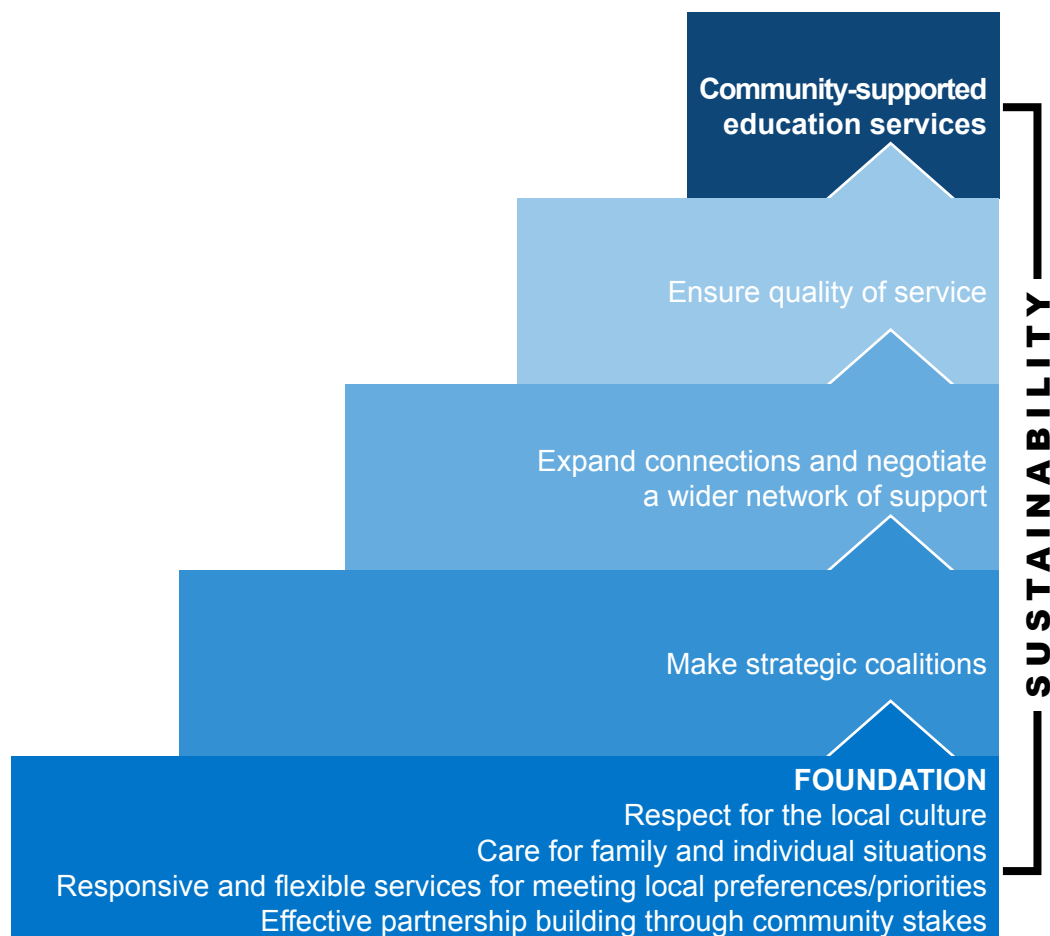 Community-supported
education services
Ensure quality of service
Expand connections and negotiate
a wider network of support
Make strategic coalitions
FOUNDATION
Respect for the local culture
Care for family and individual situations
Responsive and flexible services for meeting local preferences/priorities
Effective partnership building through community stakes
SUSTAINABILITY